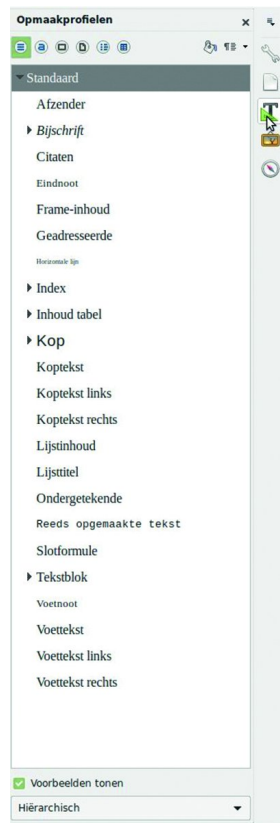 Opmaakprofielen
Standaard
Afzender
Bijschrift
Citaten
Eindnoot
Frame-inhoud
Geadresseerde
Horizontale lijn
Index
Inhoud tabel
Kop
Koptekst
Koptekst links
Koptekst rechts
Lijstinhoud
Lijsttitel
Ondergetekende
Reeds opgemaakte tekst
Slotformule
Tekstblok
Voetnoot
Voettekst
Voettekst links
Voettekst rechts
Voorbeelden tonen
Hiërarchisch